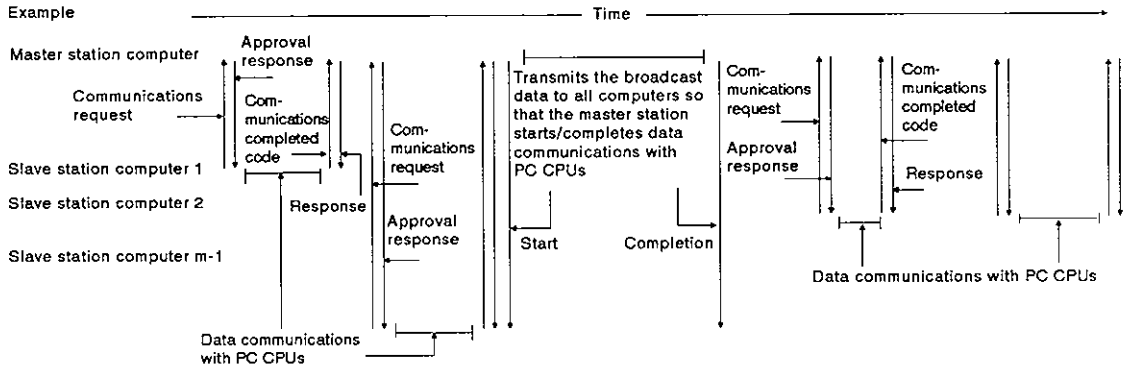 Example
Time
Master station computer
Approval
response
Communications
request
Com-
munications
completed
code
Slave station computer 1
Slave station computer 2
Slave station computer m-1
Response
Com-
munications
request
Approval
response
Data communications
with PC CPUs
Transmits the broadcast
data to all computers so
that the master station
starts/completes data
communications with
PC CPUs
Start
Completion
Com-
munications
request
Approval
response
Com-
munications
completed
code
Response
Data communications with PC CPUs